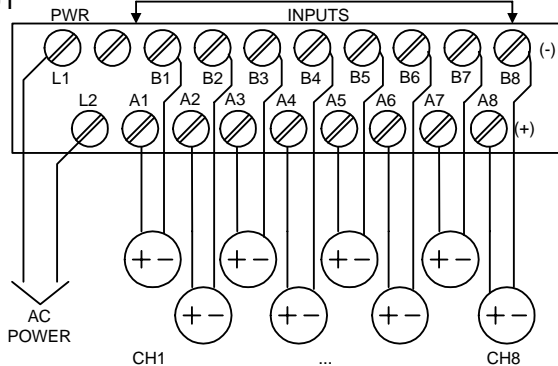 PWR INPUTS
(-)
L1 B1 B2 B3 B4 B5 B6 B7 B8
L2 A1 A2 A3 A4 A5 A6 A7 A8
(+)
+ - + - + - + -
+ - + - + - + -
AC
POWER
CH1 ... CH8